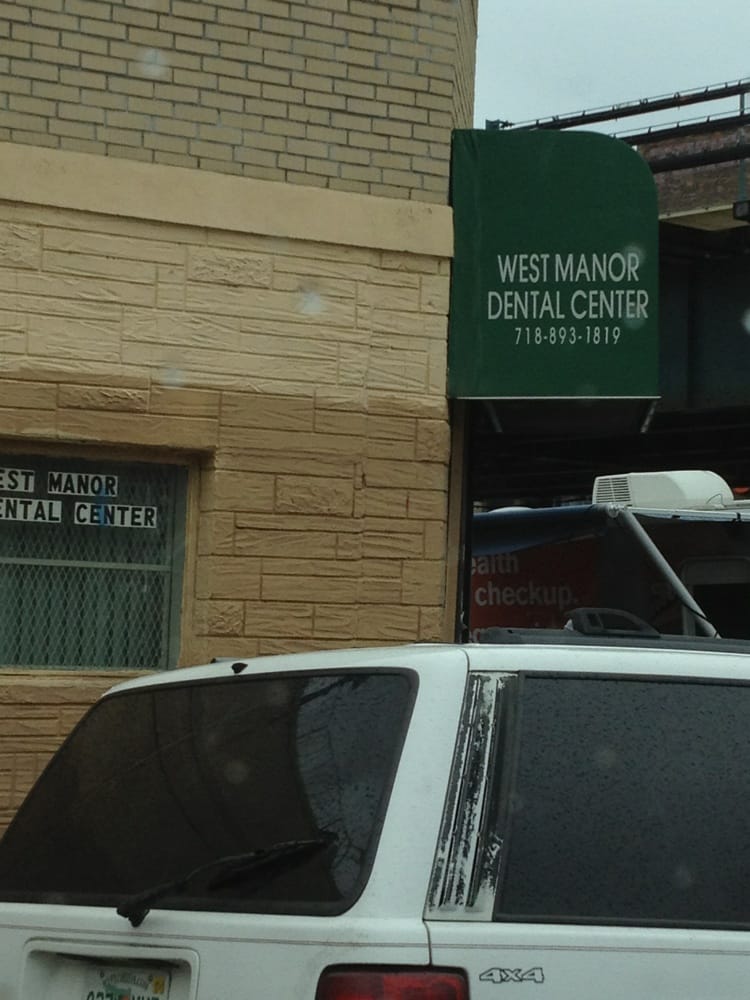 WEST MANOR
DENTAL CENTER
718-893-1819
EST MANOR
ENTAL CENTER
ealth
checkup.
4x4